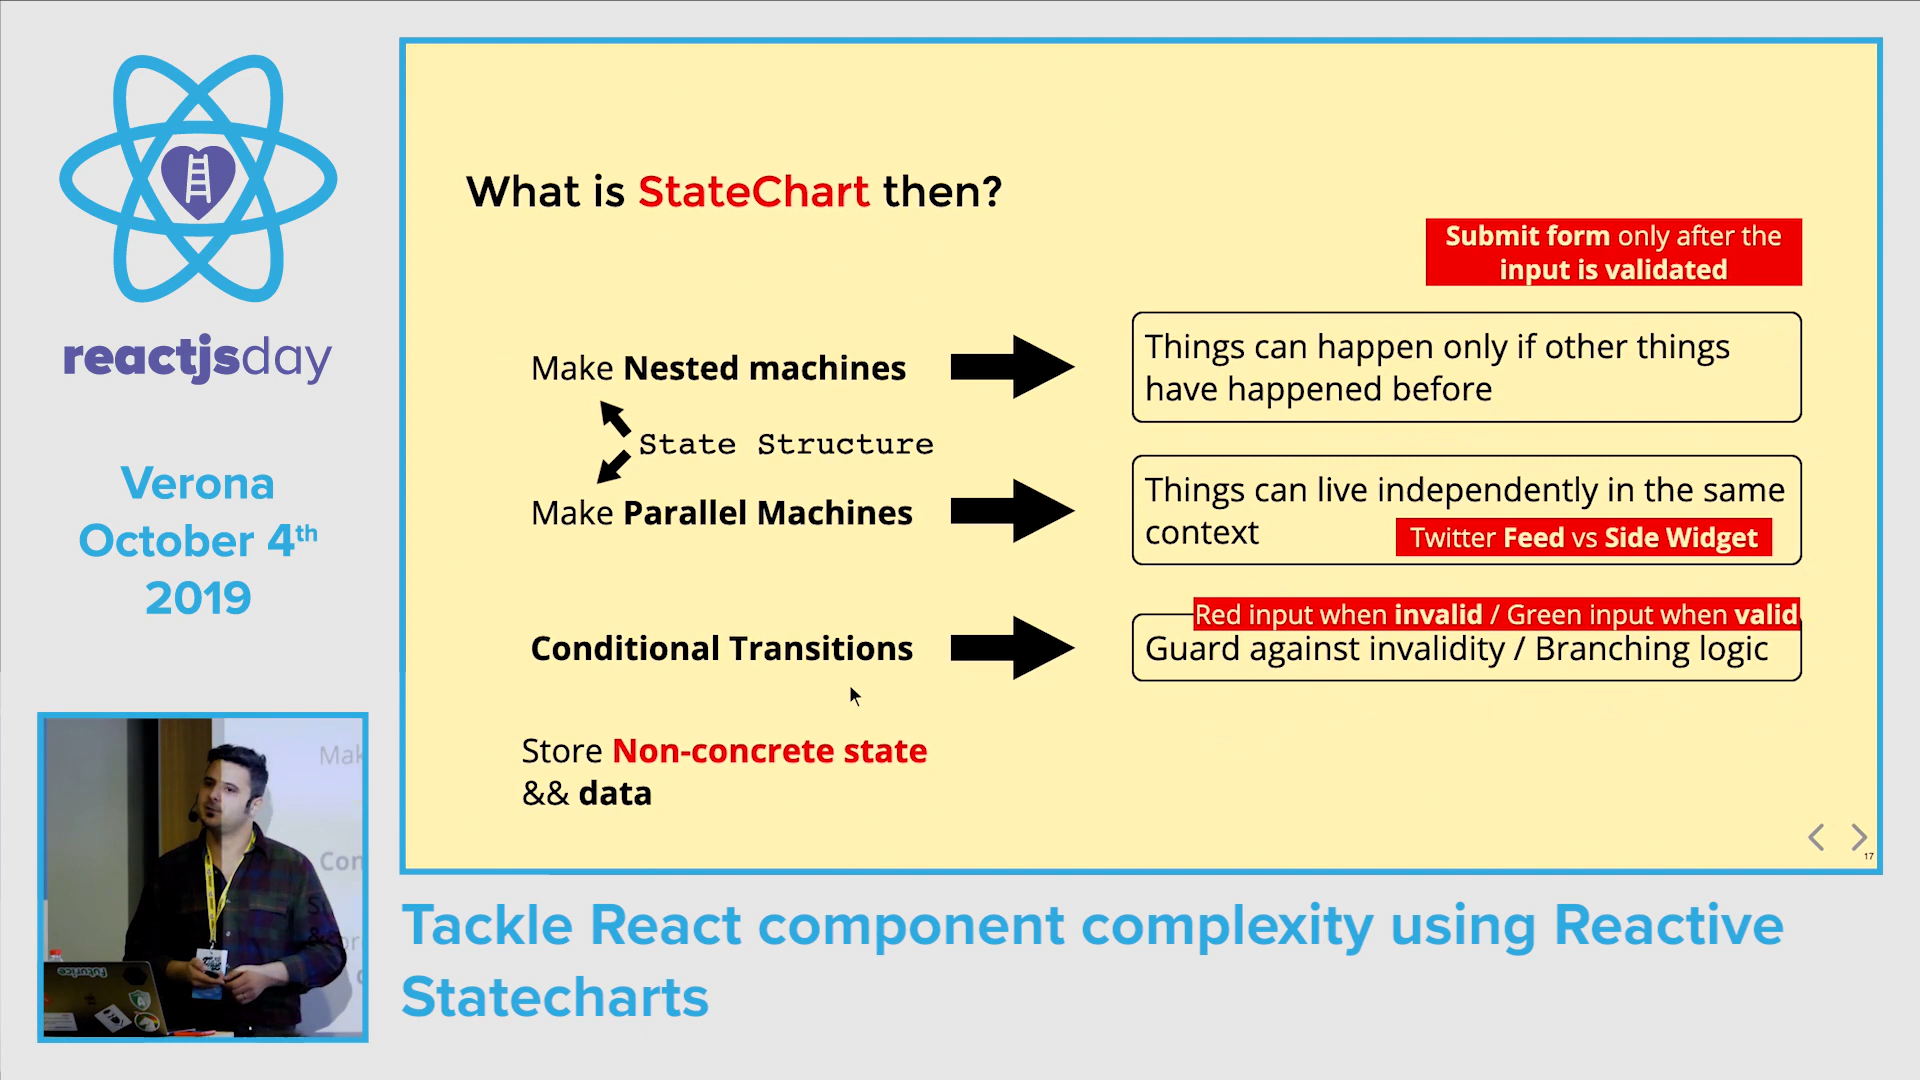 reactjsday
Verona
October 4th
2019
What is StateChart then?
Submit form only after the
input is validated
Make Nested machines
Things can happen only if other things
have happened before
State Structure
Make Parallel Machines
Things can live independently in the same
context
Twitter Feed vs Side Widget
Red input when invalid / Green input when valid
Conditional Transitions
Guard against invalidity / Branching logic
Store Non-concrete state
&& data
17
Mak
Con
futurice
Tackle React component complexity using Reactive
Statecharts